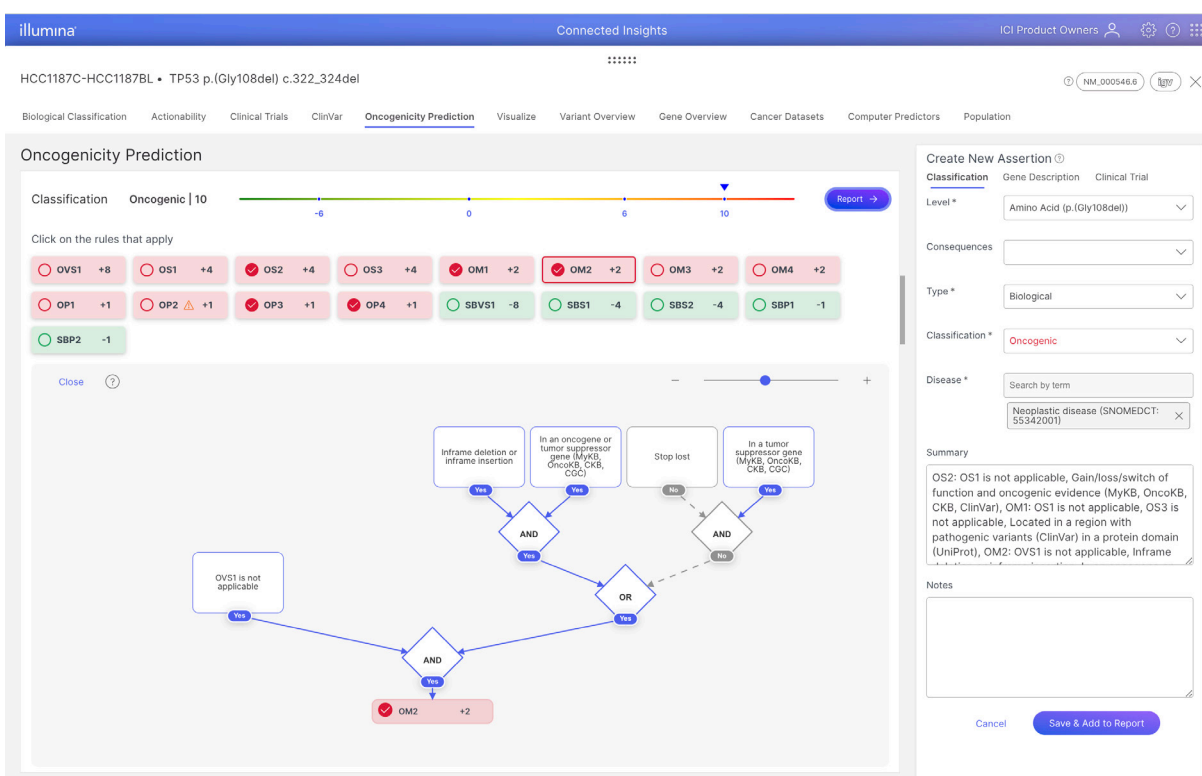 illumina
Connected Insights
ICI Product Owners
HCC1187C-HCC1187BL • TP53 p.(Gly108del) c.322_324del
NM_000546.6
igv
Biological Classification Actionability Clinical Trials ClinVar Oncogenicity Prediction Visualize Variant Overview Gene Overview Cancer Datasets Computer Predictors Population
Oncogenicity Prediction
Classification Oncogenic | 10
-6 0 6 10
Report →
Click on the rules that apply
OVS1 +8 OS1 +4 OS2 +4 OS3 +4 OM1 +2 OM2 +2 OM3 +2 OM4 +2
OP1 +1 OP2 +1 OP3 +1 OP4 +1 SBVS1 -8 SBS1 -4 SBS2 -4 SBP1 -1
SBP2 -1
Close ?
− +
Inframe deletion or
inframe insertion
Yes
In an oncogene or
tumor suppressor
gene (MyKB,
OncoKB, CKB,
CGC)
Yes
Stop lost
No
In a tumor
suppressor gene
(MyKB, OncoKB,
CKB, CGC)
Yes
AND
Yes
AND
No
OVS1 is not
applicable
Yes
OR
Yes
AND
Yes
OM2 +2
Create New Assertion ?
Classification Gene Description Clinical Trial
Level * Amino Acid (p.(Gly108del))
Consequences
Type * Biological
Classification * Oncogenic
Disease * Search by term
Neoplastic disease (SNOMEDCT:
55342001)
Summary
OS2: OS1 is not applicable, Gain/loss/switch of
function and oncogenic evidence (MyKB, OncoKB,
CKB, ClinVar), OM1: OS1 is not applicable, OS3 is
not applicable, Located in a region with
pathogenic variants (ClinVar) in a protein domain
(UniProt), OM2: OVS1 is not applicable, Inframe
Notes
Cancel Save & Add to Report